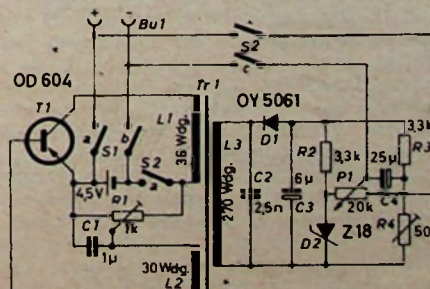 + − Bu1
S2
c
OD 604
Tr1
OY 5061
T1
L1
a S1 b
36 Wdg.
L3
D1
R2
3,3k
3,3k
R3
S2
a
4,5V
270 Wdg.
C2
2,5n
6µ
C3
P1
20k
25µ
C4
R1
1k
C1
1µ
D2
Z18
R4
50
30 Wdg.
L2